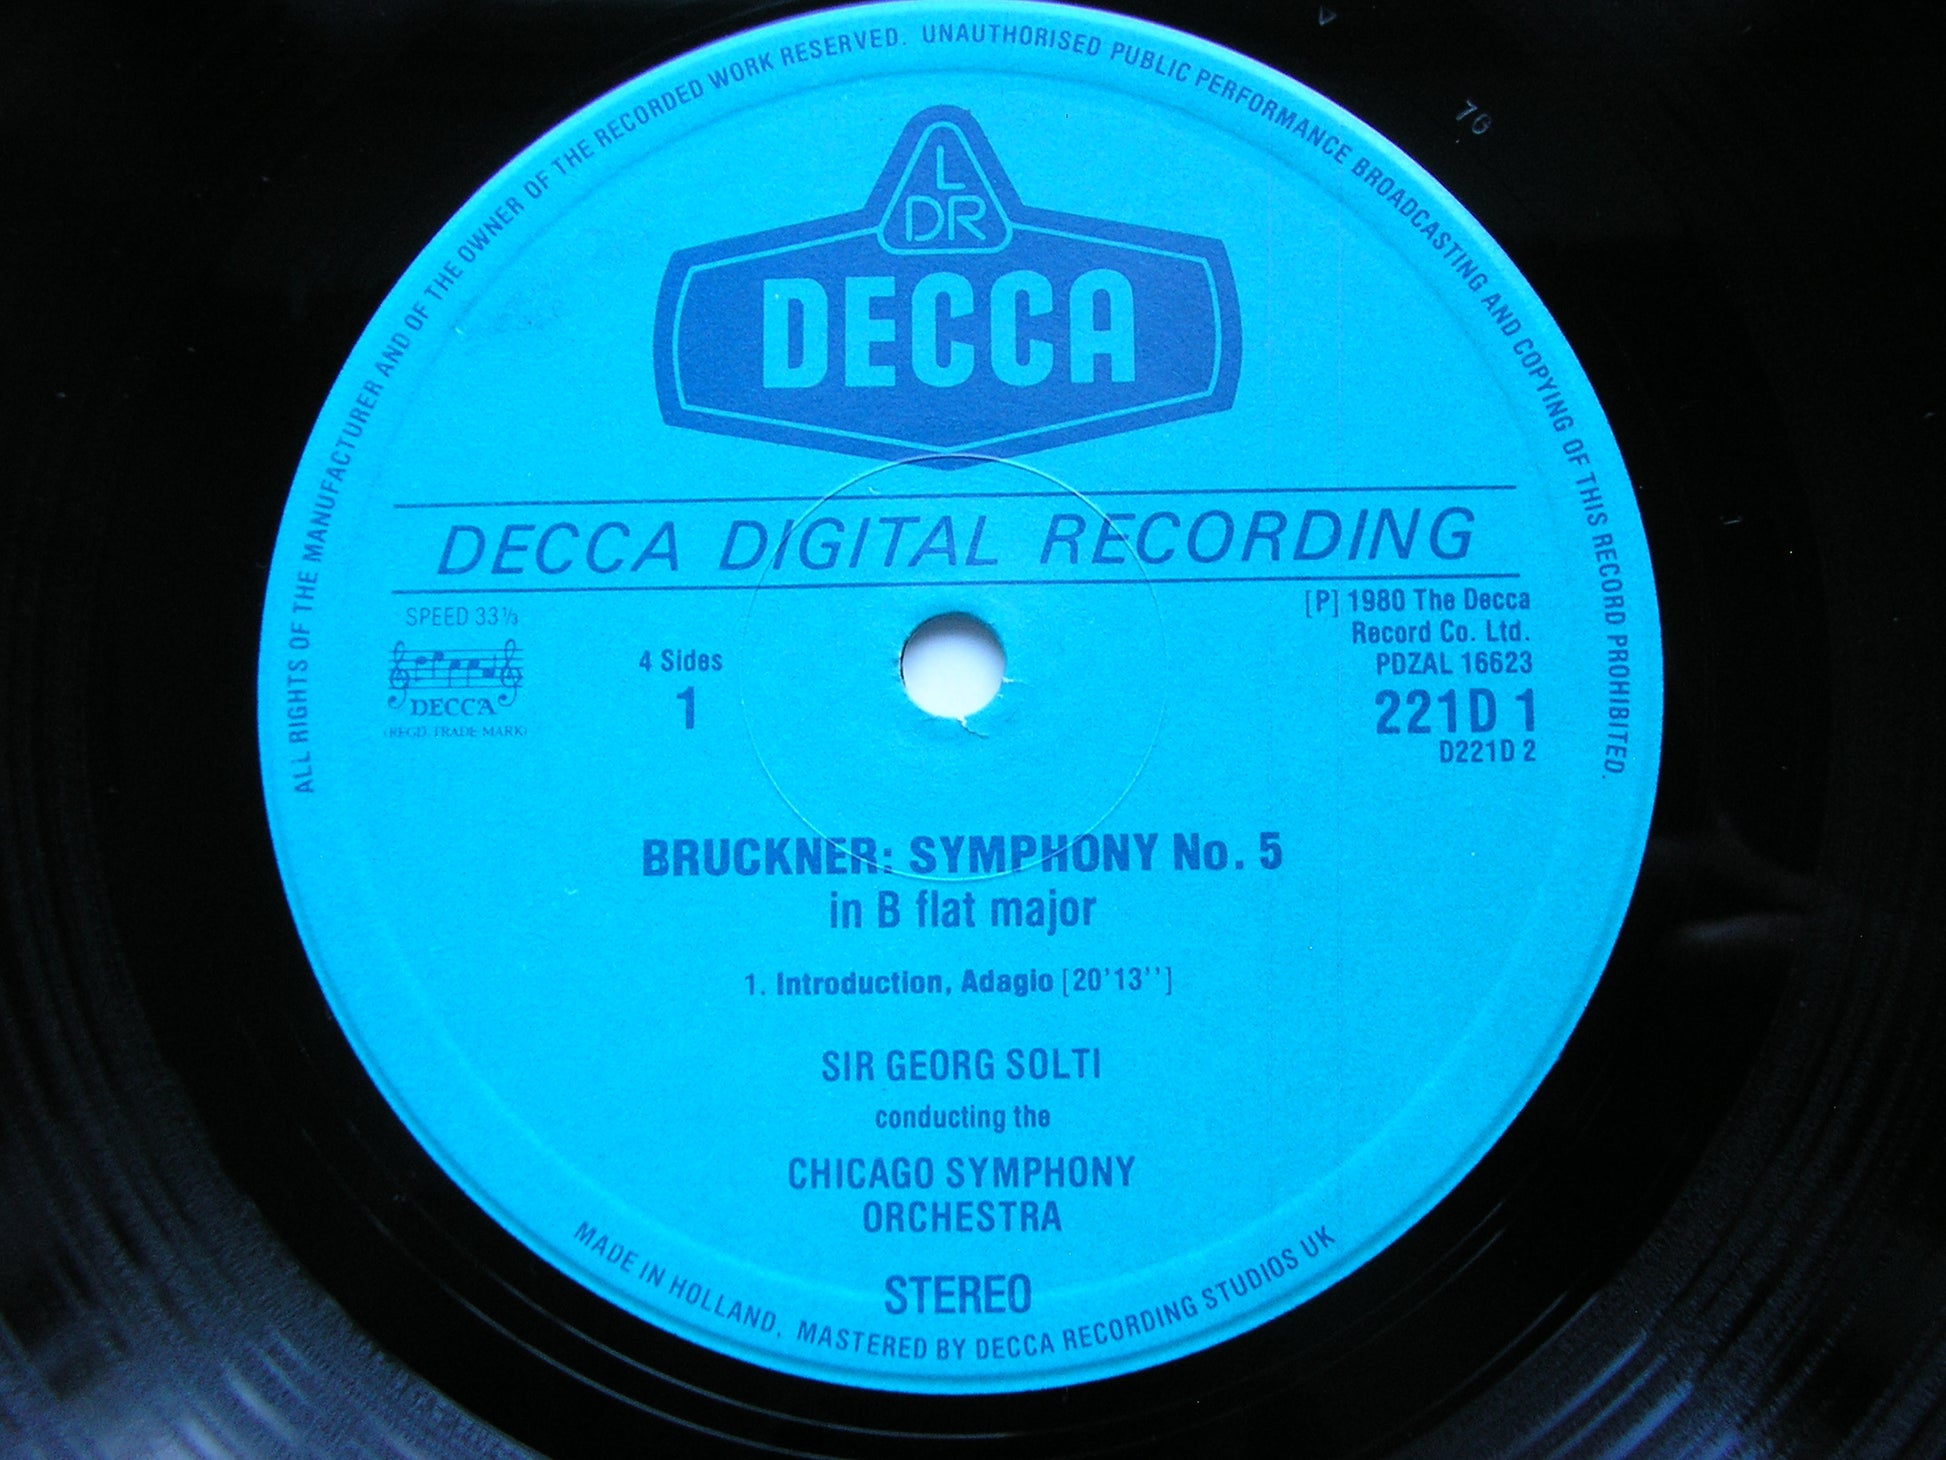 ALL RIGHTS OF THE MANUFACTURER AND OF THE OWNER OF THE RECORDED WORK RESERVED. UNAUTHORISED PUBLIC PERFORMANCE BROADCASTING AND COPYING OF THIS RECORD PROHIBITED.
76
L
DR
DECCA
DECCA DIGITAL RECORDING
SPEED 33⅓
DECCA
(REGD. TRADE MARK)
4 Sides
1
[P] 1980 The Decca
Record Co. Ltd.
PDZAL 16623
221D 1
D221D 2
BRUCKNER: SYMPHONY No. 5
in B flat major
1. Introduction, Adagio [20'13'']
SIR GEORG SOLTI
conducting the
CHICAGO SYMPHONY
ORCHESTRA
STEREO
MADE IN HOLLAND. MASTERED BY DECCA RECORDING STUDIOS UK